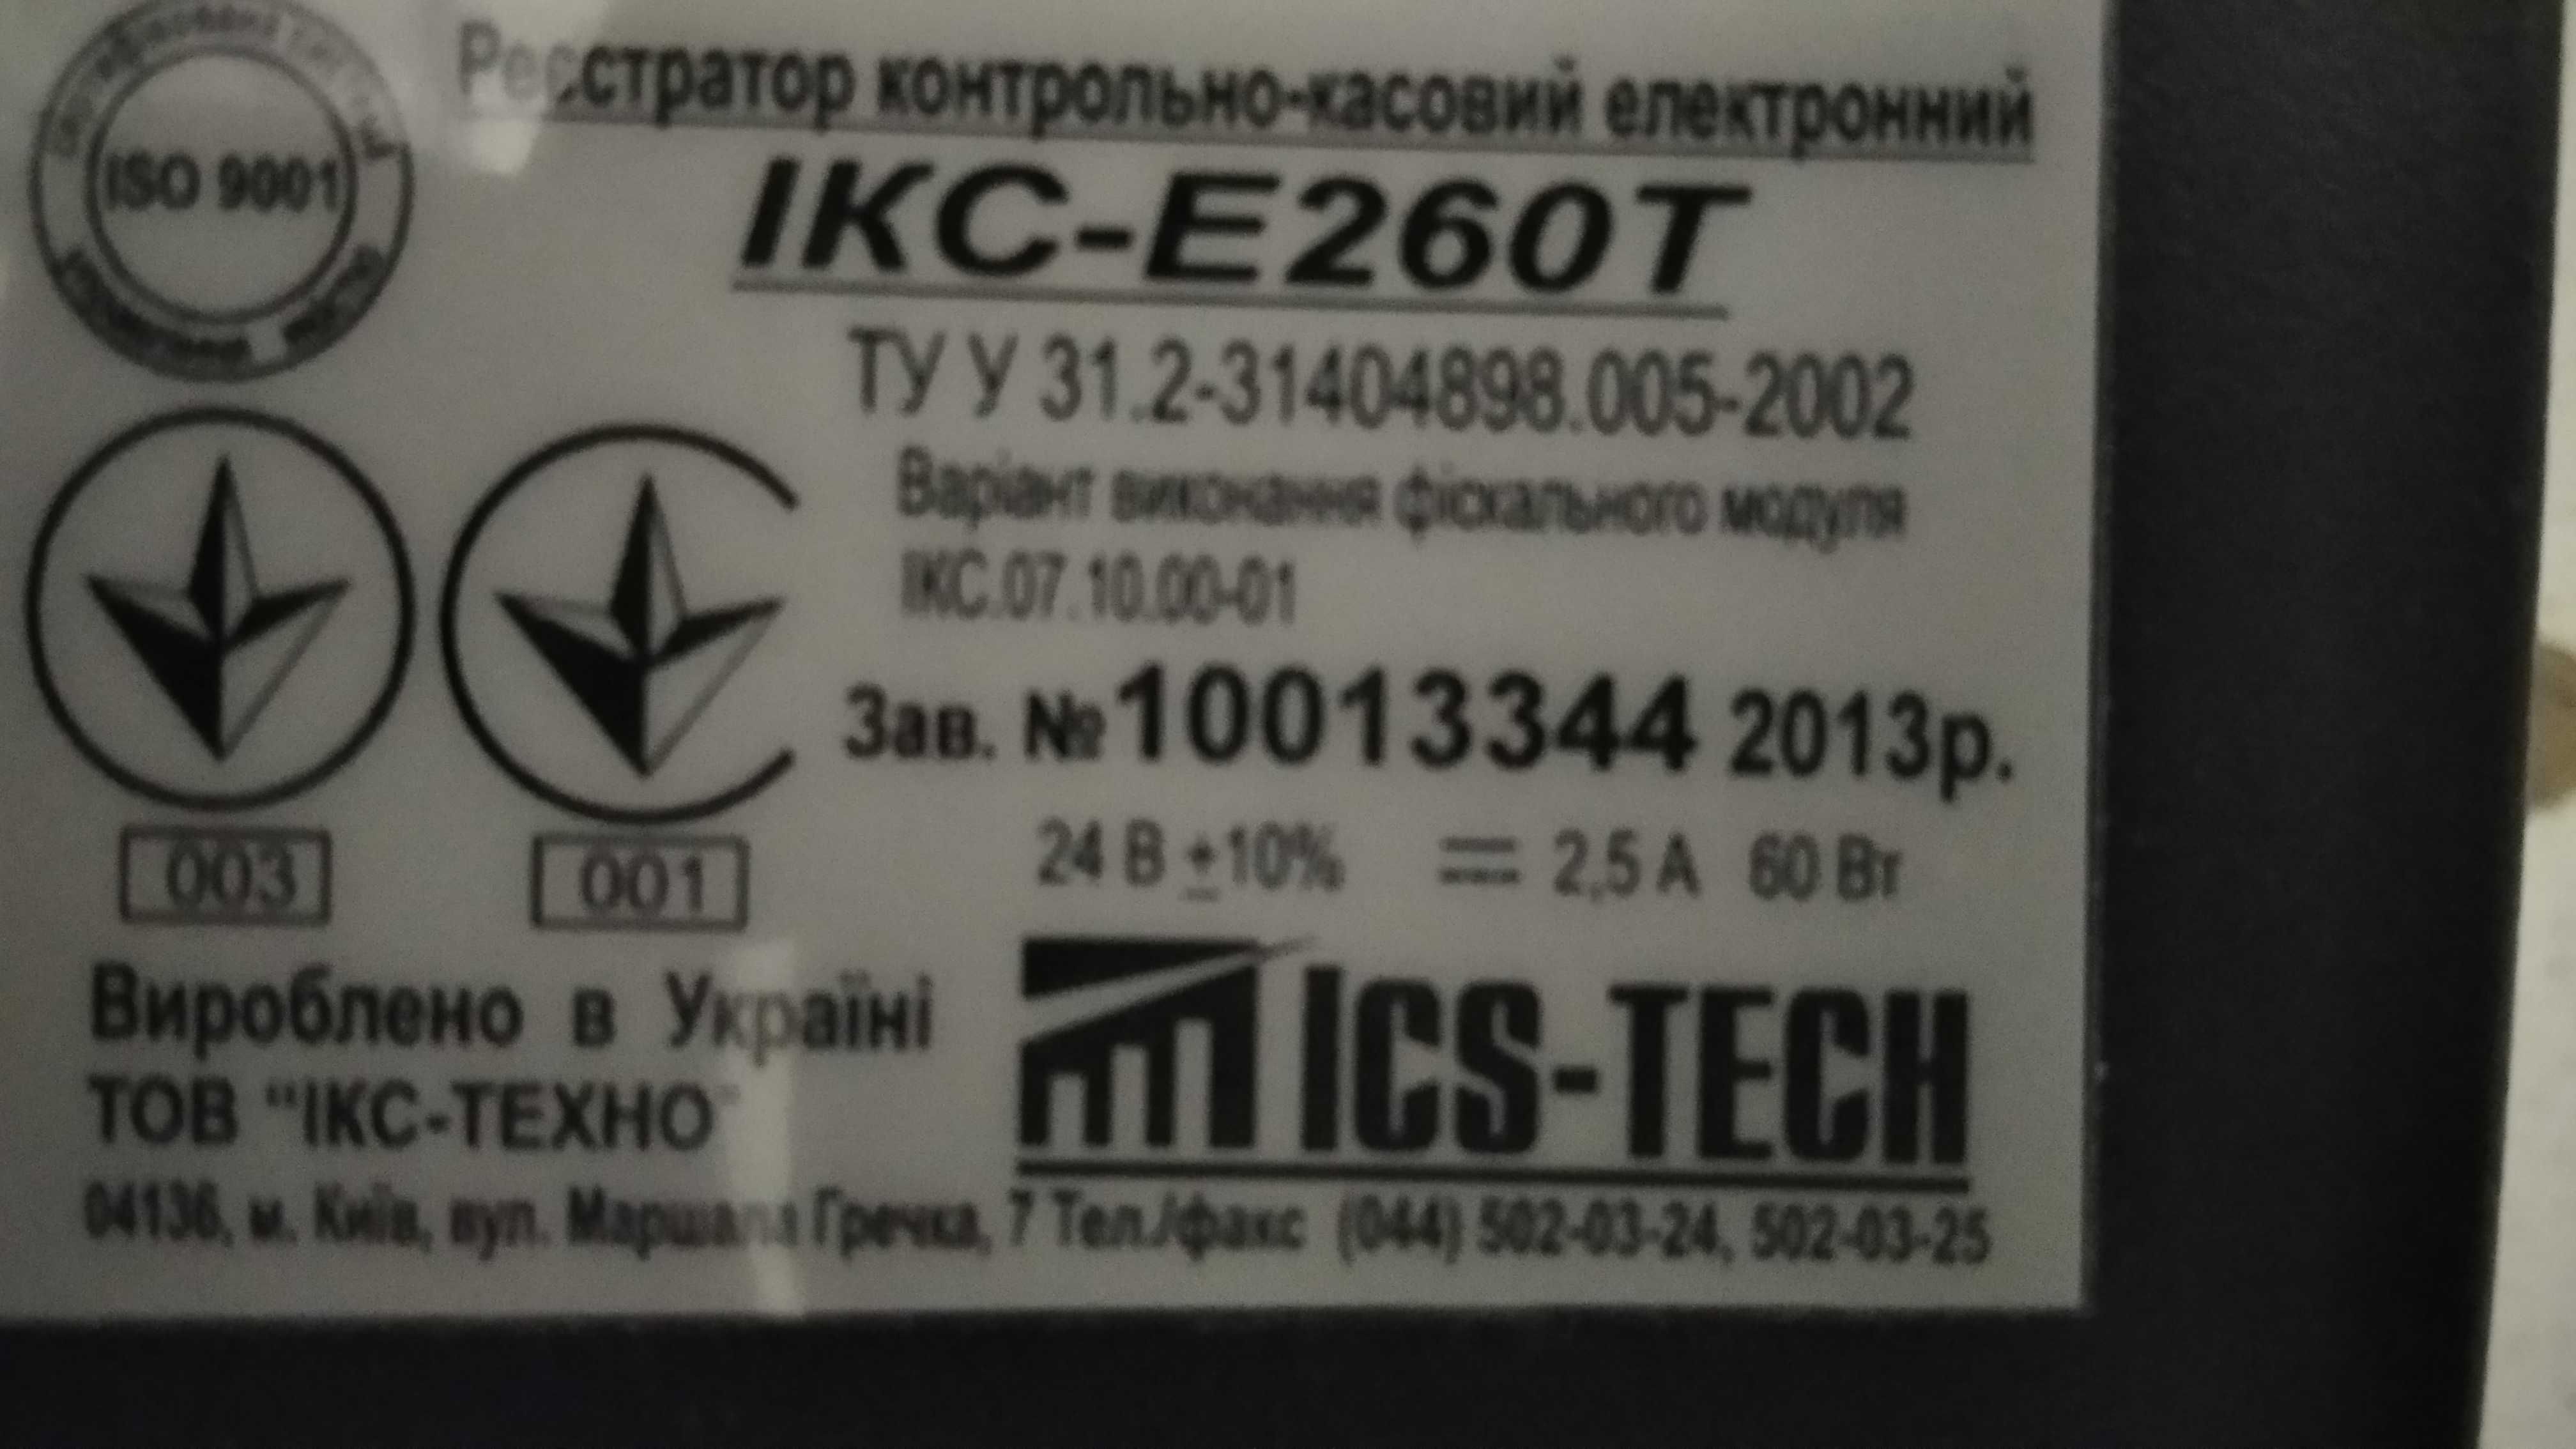 ISO 9001
Реєстратор контрольно-касовий електронний
ІКС-Е260Т
ТУ У 31.2-31404898.005-2002
Варіант виконання фіскального модуля
ІКС.07.10.00-01
Зав. №10013344 2013р.
24 В ±10% 2,5 А 60 Вт
003
001
Вироблено в Україні
ТОВ "ІКС-ТЕХНО"
ICS-TECH
04136, м. Київ, вул. Маршала Гречка, 7 Тел./факс (044) 502-03-24, 502-03-25